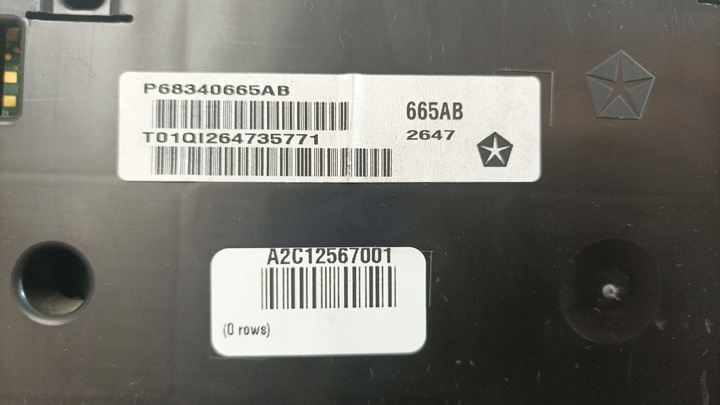 P68340665AB
665AB
T01QI264735771
2647
A2C12567001
(0 rows)